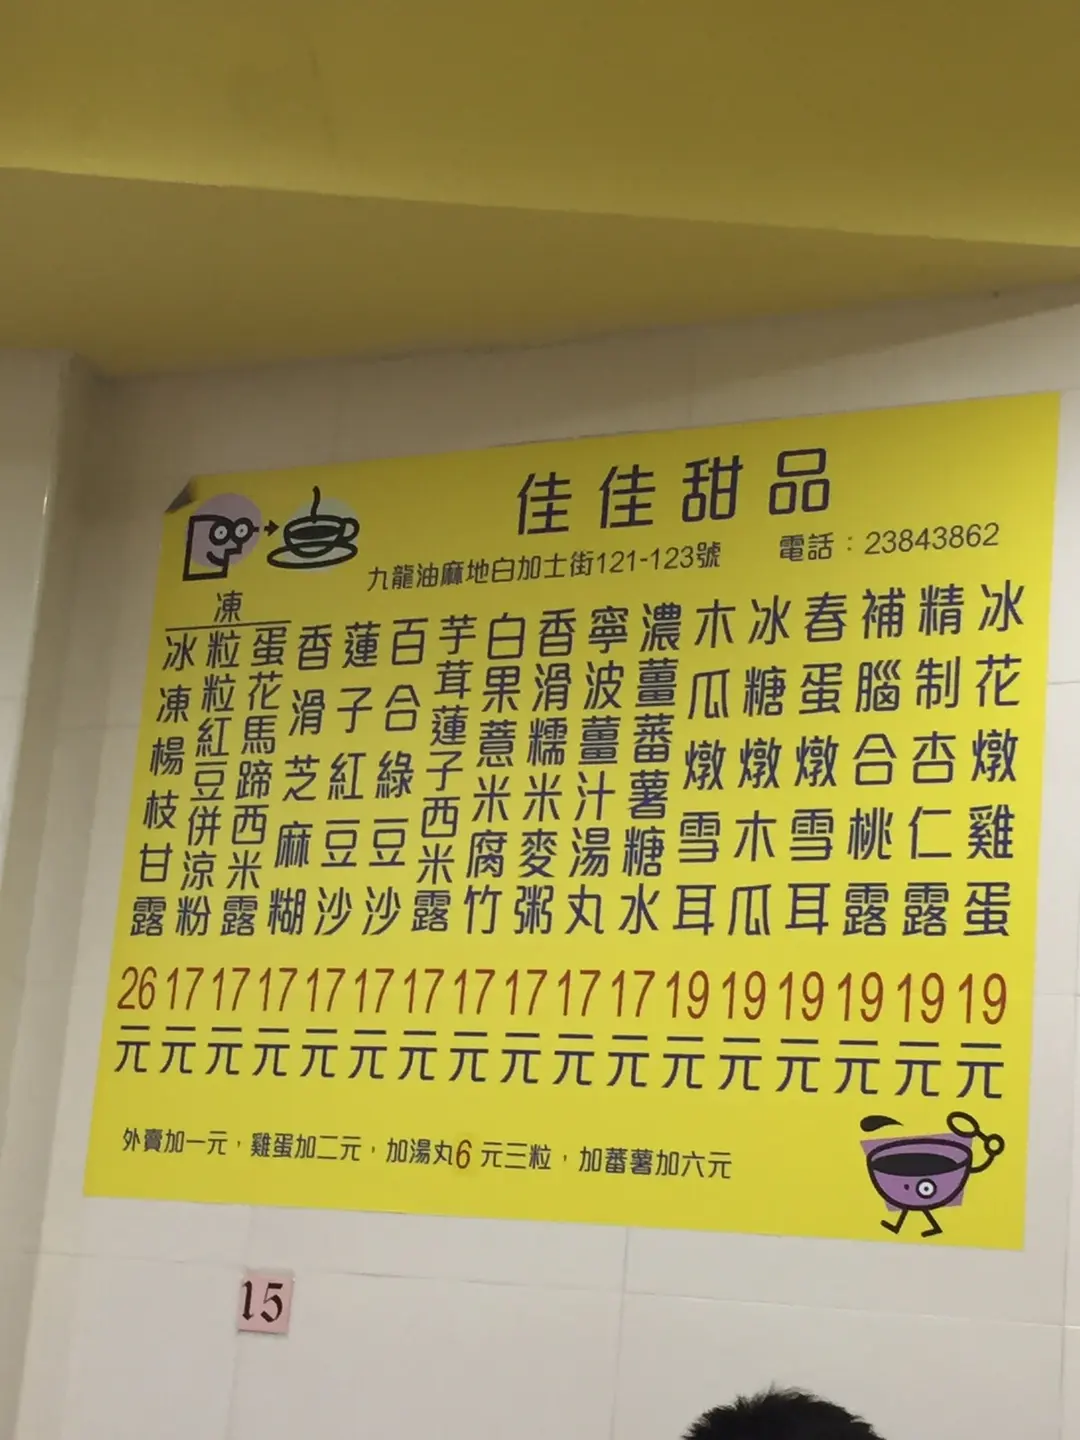 佳佳甜品
九龍油麻地白加士街121-123號
電話：23843862
冰花燉雞蛋 19元
精制杏仁露 19元
補腦合桃露 19元
春蛋燉雪耳 19元
冰糖燉木瓜 19元
木瓜燉雪耳 19元
濃薑蕃薯糖水 17元
寧波薑汁湯丸 17元
香滑糯米麥粥 17元
白果薏米腐竹 17元
芋茸蓮子西米露 17元
百合綠豆沙 17元
蓮子紅豆沙 17元
香滑芝麻糊 17元
凍
蛋花馬蹄西米露 17元
粒粒紅豆併涼粉 17元
冰凍楊枝甘露 26元
外賣加一元，雞蛋加二元，加湯丸6元三粒，加蕃薯加六元
15